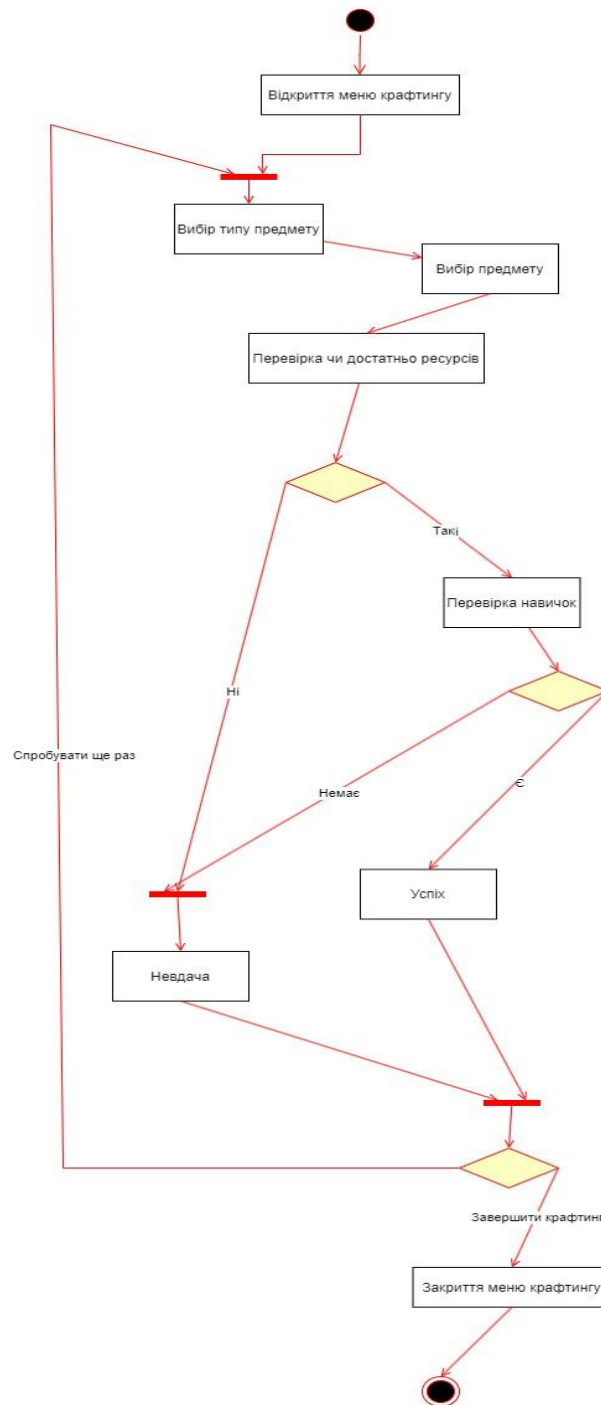 Відкриття меню крафтингу
Вибір типу предмету
Вибір предмету
Перевірка чи достатньо ресурсів
Такі
Перевірка навичок
Ні
Спробувати ще раз
Немає
Є
Успіх
Невдача
Завершити крафтинг
Закриття меню крафтингу